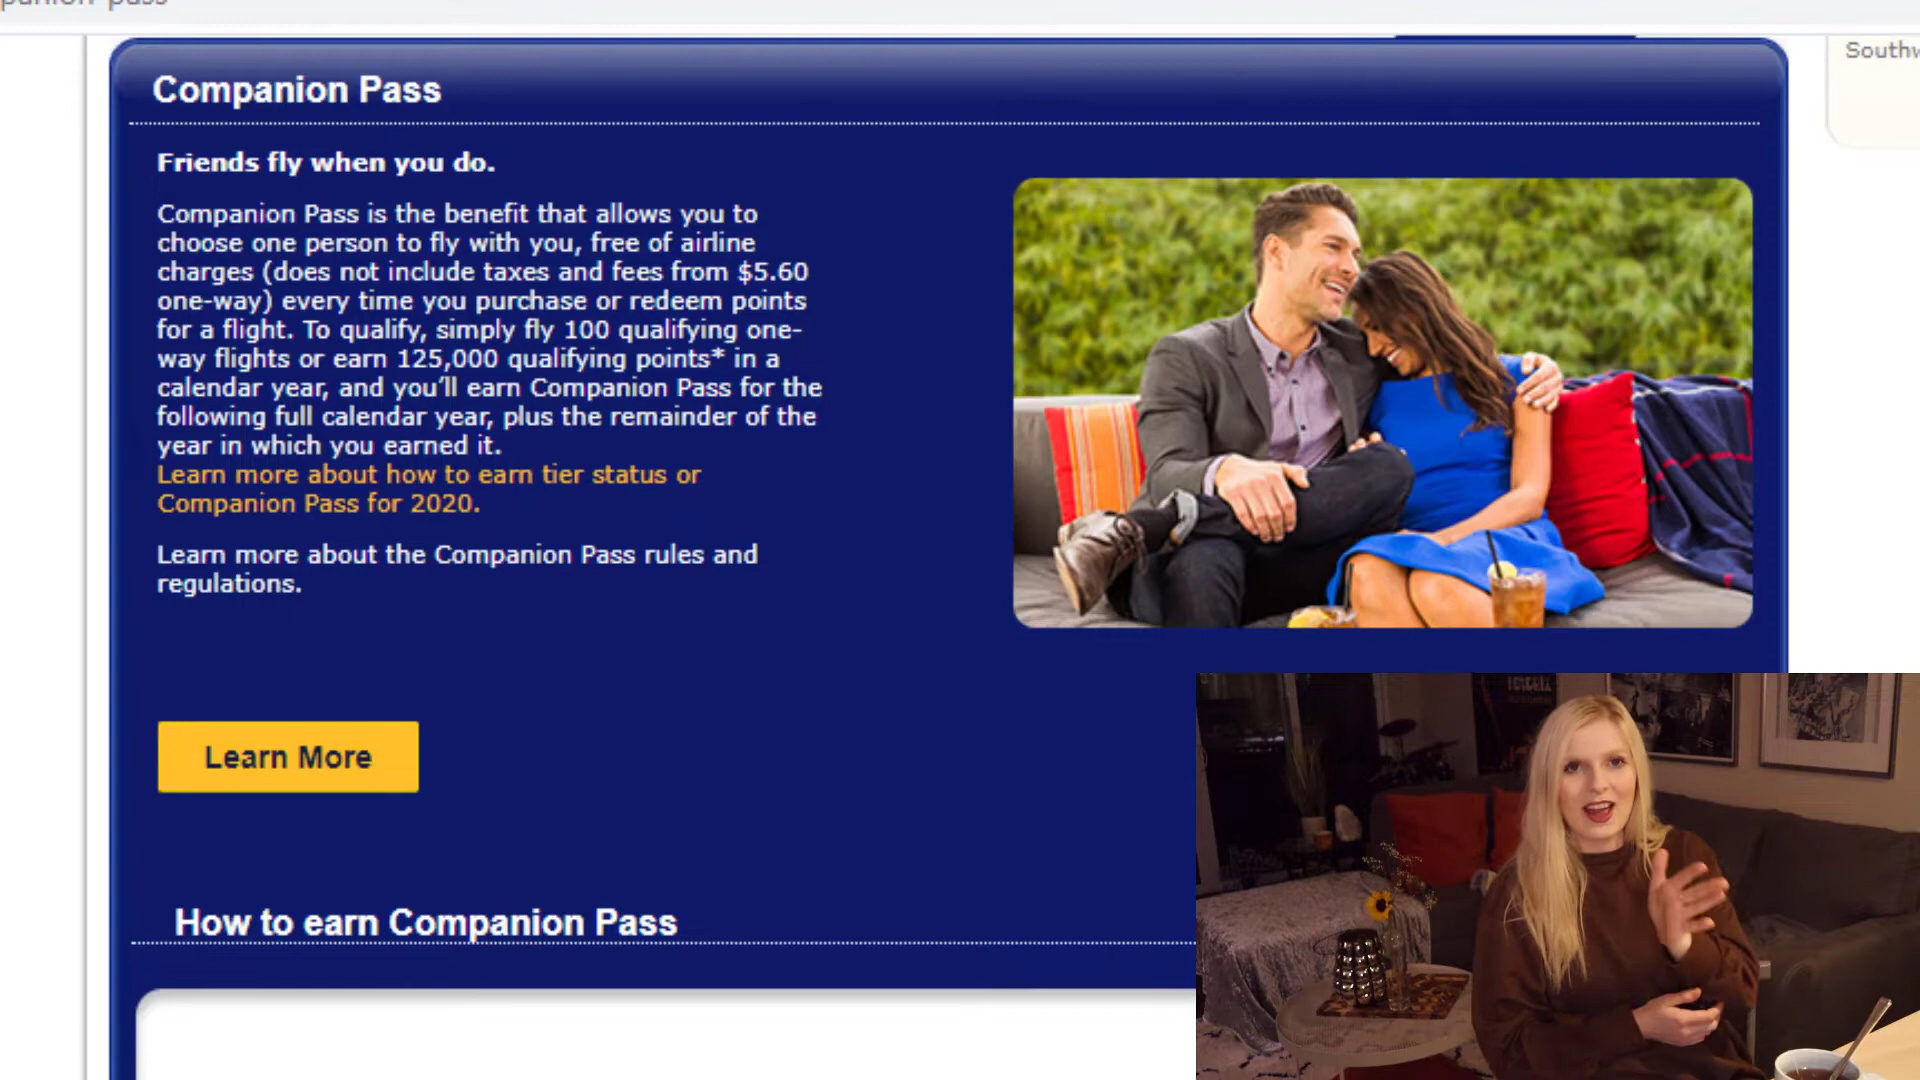 Companion Pass
Friends fly when you do.
Companion Pass is the benefit that allows you to
choose one person to fly with you, free of airline
charges (does not include taxes and fees from $5.60
one-way) every time you purchase or redeem points
for a flight. To qualify, simply fly 100 qualifying one-
way flights or earn 125,000 qualifying points* in a
calendar year, and you’ll earn Companion Pass for the
following full calendar year, plus the remainder of the
year in which you earned it.
Learn more about how to earn tier status or
Companion Pass for 2020.
Learn more about the Companion Pass rules and
regulations.
Learn More
How to earn Companion Pass